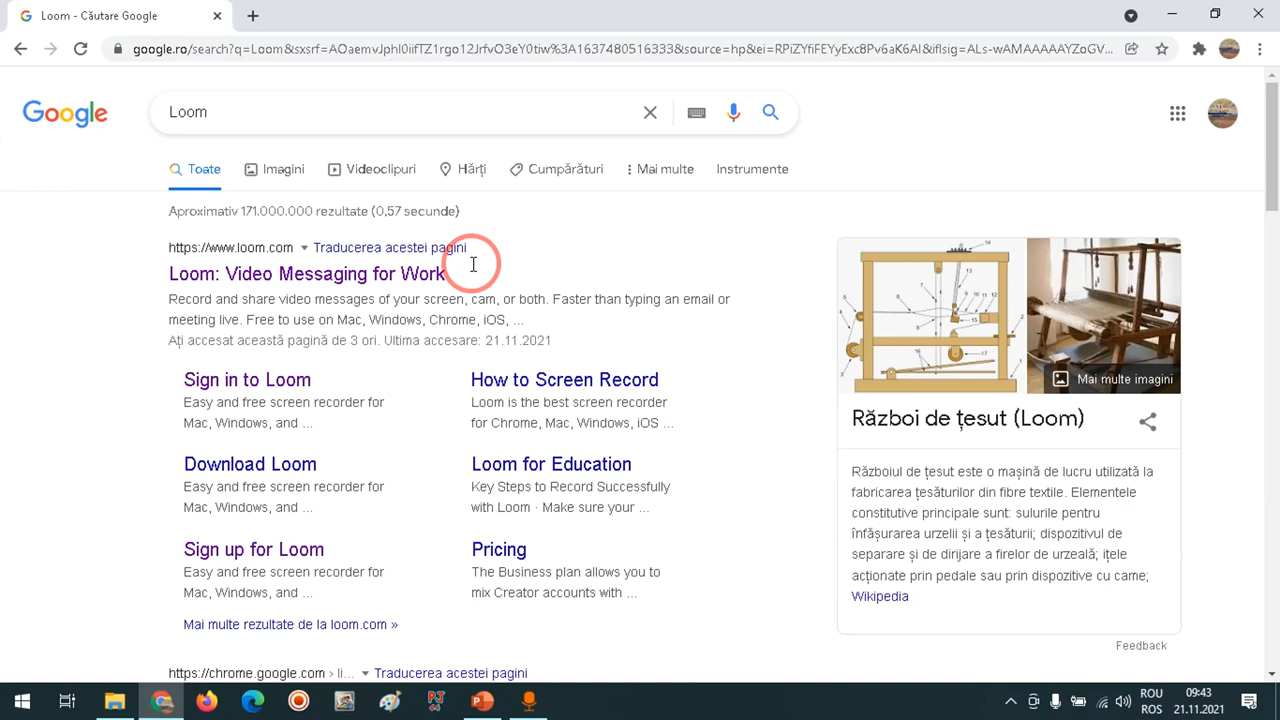 Loom - Căutare Google
google.ro/search?q=Loom&sxsrf=AOaemvJphl0iifTZ1rgo12JrfvO3eY0tiw%3A1637480516333&source=hp&ei=RPiZYfiFEYyExc8Pv6aK6AI&iflsig=ALs-wAMAAAAAYZoGV...
Google
Loom
Toate Imagini Videoclipuri Hărți Cumpărături Mai multe Instrumente
Aproximativ 171.000.000 rezultate (0,57 secunde)
https://www.loom.com Traducerea acestei pagini
Loom: Video Messaging for Work
Record and share video messages of your screen, cam, or both. Faster than typing an email or
meeting live. Free to use on Mac, Windows, Chrome, iOS, ...
Ați accesat această pagină de 3 ori. Ultima accesare: 21.11.2021
Sign in to Loom
Easy and free screen recorder for
Mac, Windows, and ...
How to Screen Record
Loom is the best screen recorder
for Chrome, Mac, Windows, iOS ...
Download Loom
Easy and free screen recorder for
Mac, Windows, and ...
Loom for Education
Key Steps to Record Successfully
with Loom · Make sure your ...
Sign up for Loom
Easy and free screen recorder for
Mac, Windows, and ...
Pricing
The Business plan allows you to
mix Creator accounts with ...
Mai multe rezultate de la loom.com »
https://chrome.google.com › li... Traducerea acestei pagini
Mai multe imagini
Război de țesut (Loom)
Războiul de țesut este o mașină de lucru utilizată la
fabricarea țesăturilor din fibre textile. Elementele
constitutive principale sunt: sulurile pentru
înfășurarea urzelii și a țesăturii; dispozitivul de
separare și de dirijare a firelor de urzeală; ițele
acționate prin pedale sau prin dispozitive cu came;
Wikipedia
Feedback
ROU
ROS
09:43
21.11.2021